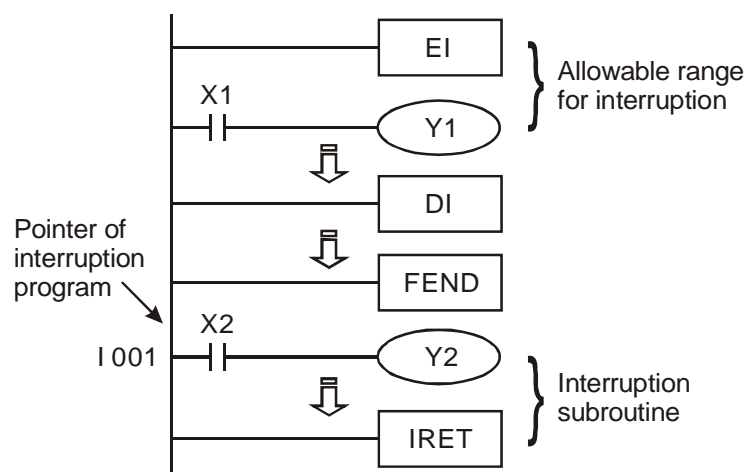 EI
Allowable range
for interruption
X1
Y1
DI
Pointer of
interruption
program
FEND
X2
I 001
Y2
Interruption
subroutine
IRET